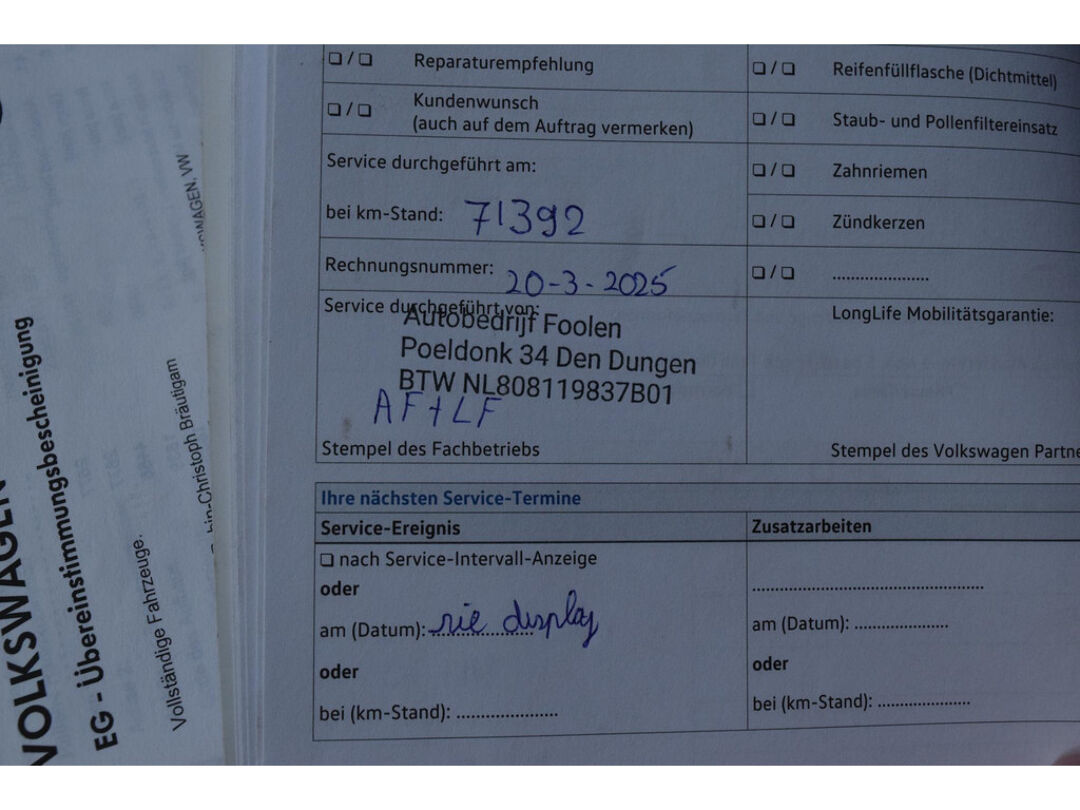 ❏ / ❏ Reparaturempfehlung
❏ / ❏ Kundenwunsch
(auch auf dem Auftrag vermerken)
Service durchgeführt am:
bei km-Stand: 71392
Rechnungsnummer: 20-3-2025
Service durchgeführt von:
Autobedrijf Foolen
Poeldonk 34 Den Dungen
BTW NL808119837B01
AF+LF
Stempel des Fachbetriebs
❏ / ❏ Reifenfüllflasche (Dichtmittel)
❏ / ❏ Staub- und Pollenfiltereinsatz
❏ / ❏ Zahnriemen
❏ / ❏ Zündkerzen
❏ / ❏ ....................
LongLife Mobilitätsgarantie:
Stempel des Volkswagen Partne
Ihre nächsten Service-Termine
Service-Ereignis
❏ nach Service-Intervall-Anzeige
oder
am (Datum): display
oder
bei (km-Stand): .....................
Zusatzarbeiten
................................................
am (Datum): ...................
oder
bei (km-Stand): ...................
VOLKSWAGEN
EG - Übereinstimmungsbescheinigung
Vollständige Fahrzeuge.
in-Christoph Bräutigam
SWAGEN, VW